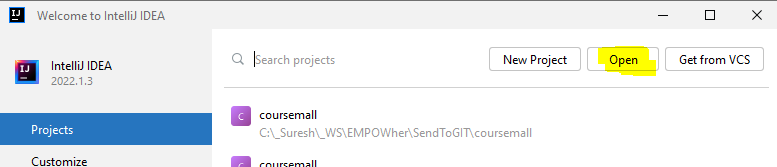 Welcome to IntelliJ IDEA
IntelliJ IDEA
2022.1.3
Search projects
New Project
Open
Get from VCS
Projects
Customize
C
coursemall
C:\_Suresh\_WS\EMPOWher\SendToGIT\coursemall
C
coursemall